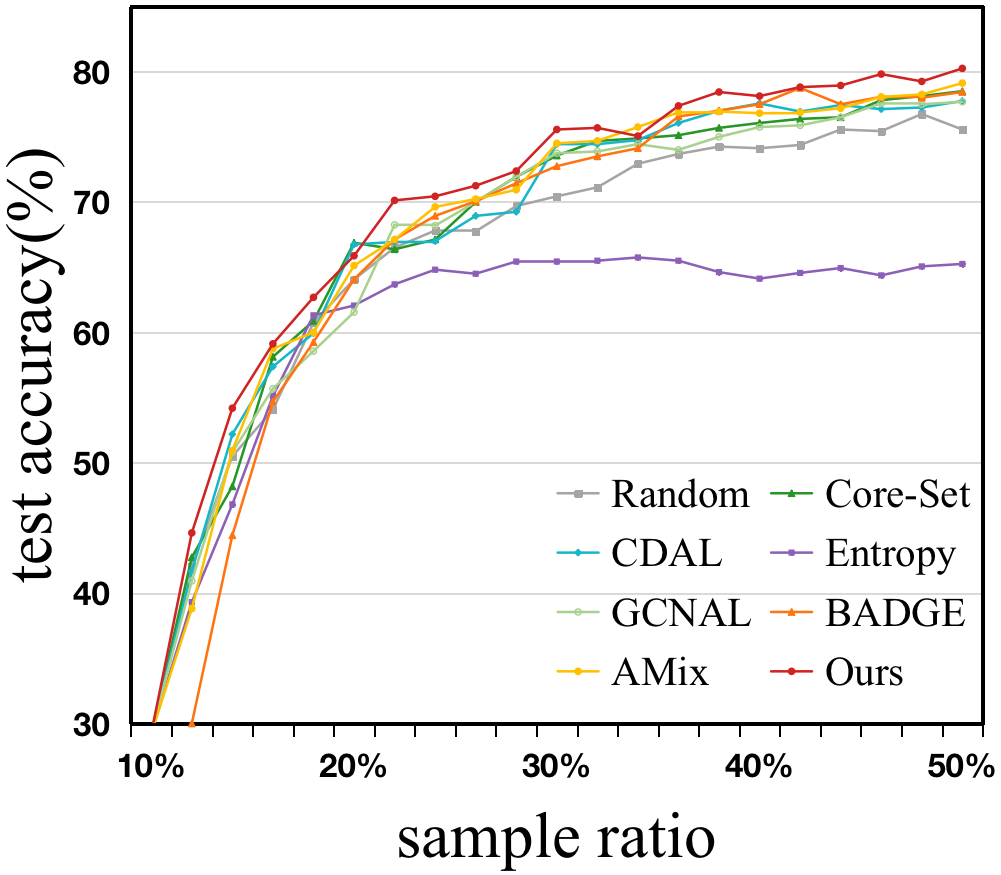 test accuracy(%)
80
70
60
50
40
30
10% 20% 30% 40% 50%
sample ratio
Random Core-Set
CDAL Entropy
GCNAL BADGE
AMix Ours